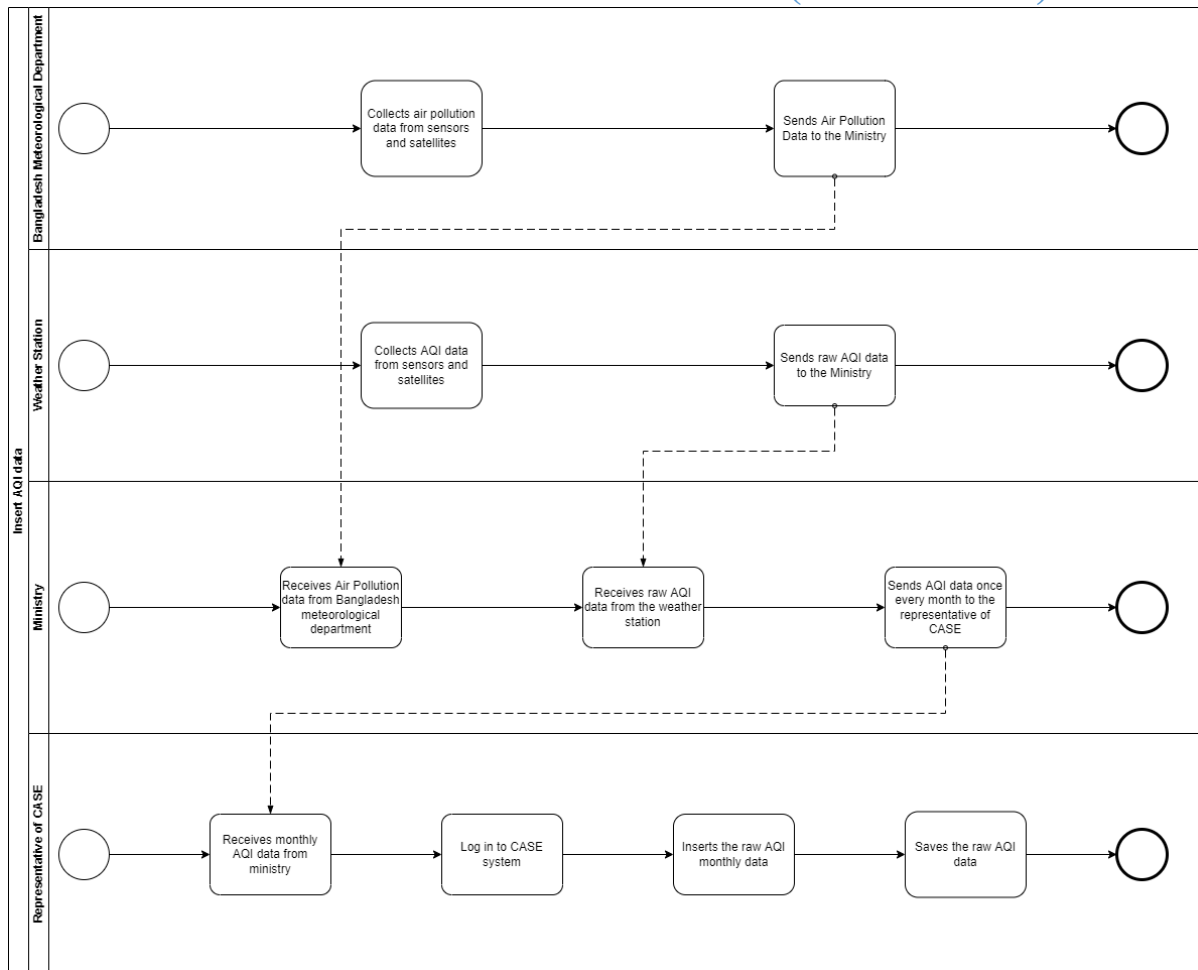 Insert AQI data
Bangladesh Meteorological Department
Collects air pollution
data from sensors
and satellites
Sends Air Pollution
Data to the Ministry
Weather Station
Collects AQI data
from sensors and
satellites
Sends raw AQI data
to the Ministry
Ministry
Receives Air Pollution
data from Bangladesh
meteorological
department
Receives raw AQI
data from the weather
station
Sends AQI data once
every month to the
representative of
CASE
Representative of CASE
Receives monthly
AQI data from
ministry
Log in to CASE
system
Inserts the raw AQI
monthly data
Saves the raw AQI
data